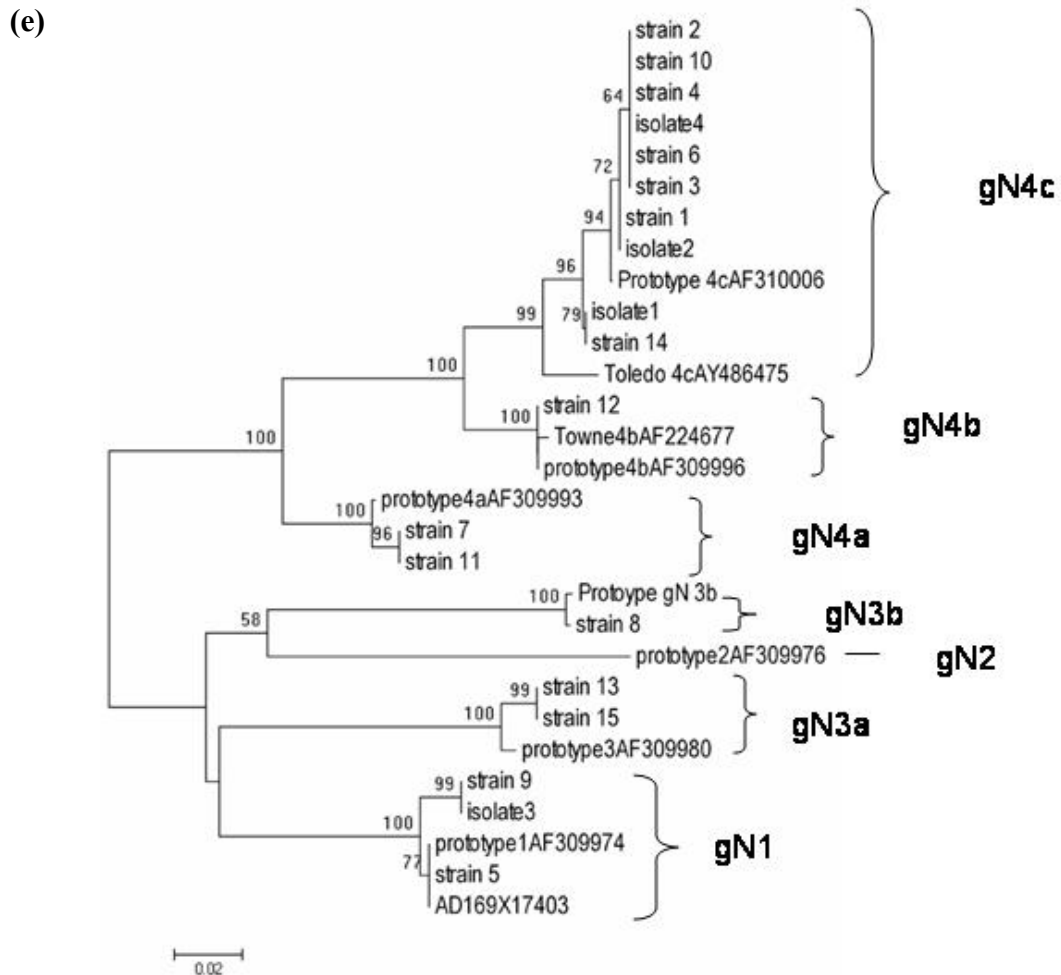 (e)
strain 2
strain 10
64
strain 4
isolate4
strain 6
72
strain 3
gN4c
94
strain 1
isolate2
96
Prototype 4cAF310006
99
79
isolate1
strain 14
100
Toledo 4cAY486475
100
strain 12
Towne4bAF224677
gN4b
100
prototype4bAF309996
100
prototype4aAF309993
96
strain 7
gN4a
strain 11
100
Protoype gN 3b
58
strain 8
gN3b
prototype2AF309976
gN2
99
strain 13
100
strain 15
gN3a
prototype3AF309980
99
strain 9
isolate3
100
prototype1AF309974
gN1
77
strain 5
AD169X17403
0.02